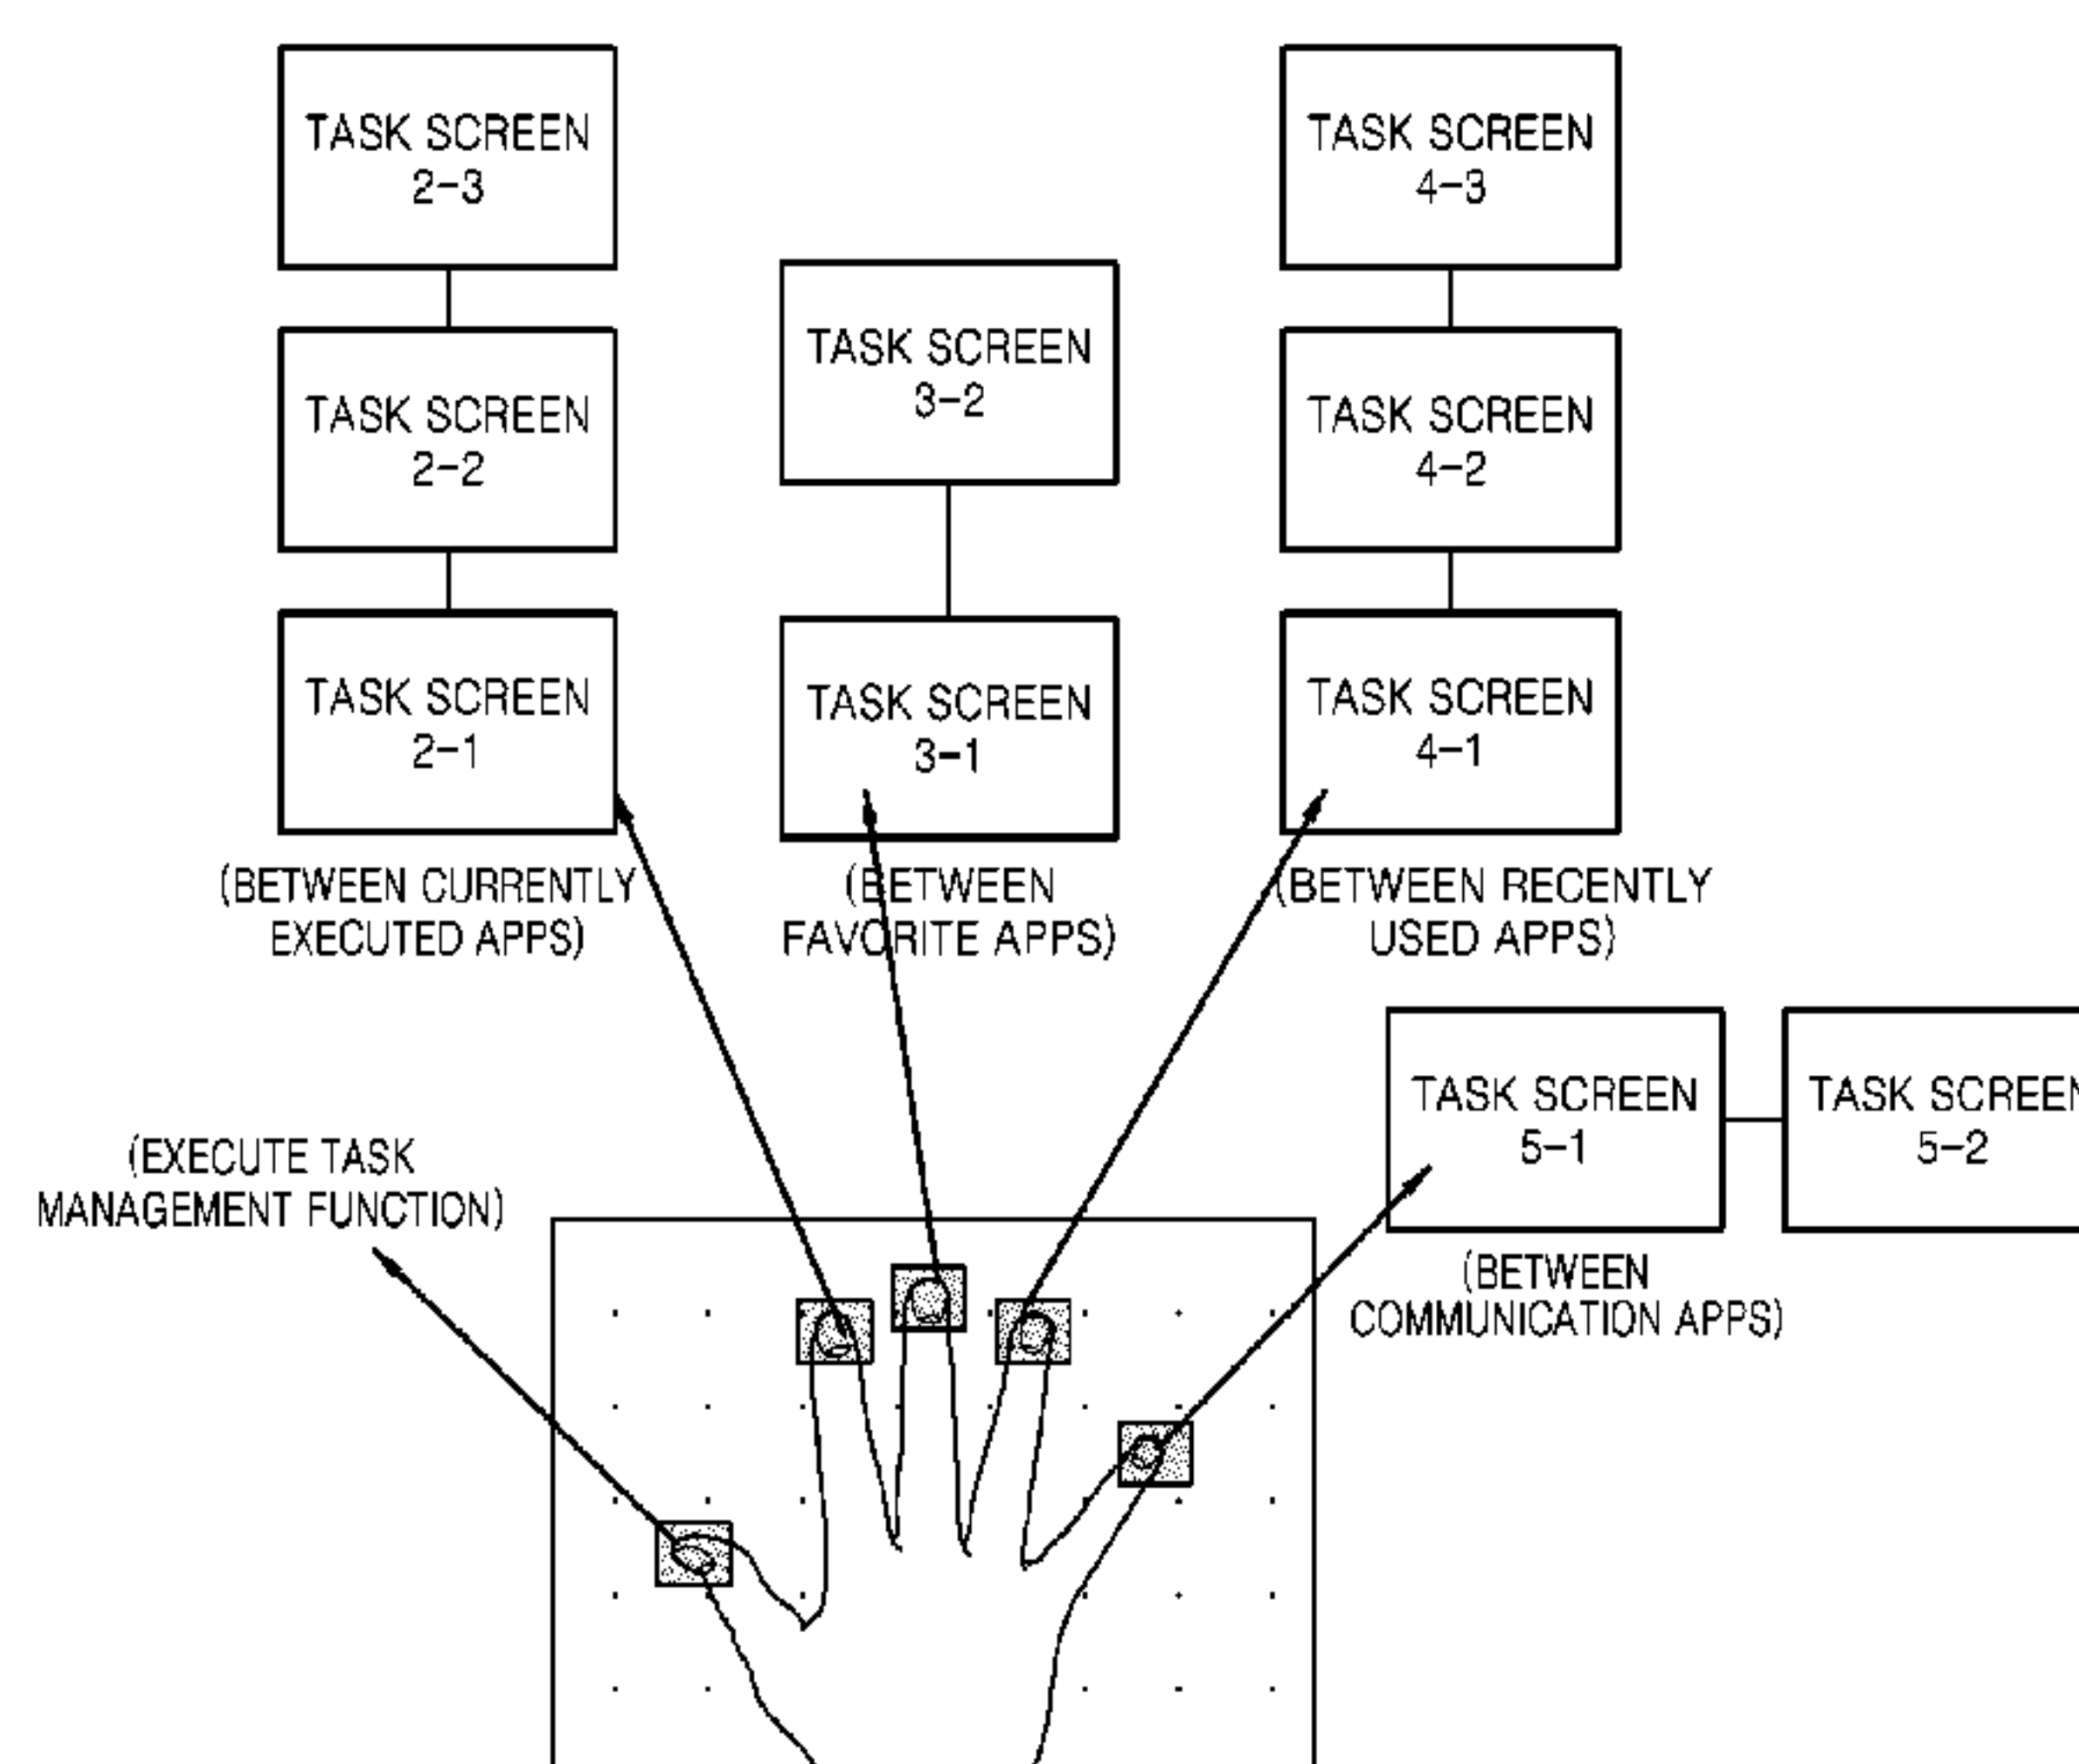 TASK SCREEN
2-3
TASK SCREEN
4-3
TASK SCREEN
3-2
TASK SCREEN
2-2
TASK SCREEN
4-2
TASK SCREEN
2-1
TASK SCREEN
3-1
TASK SCREEN
4-1
(BETWEEN CURRENTLY
EXECUTED APPS)
(BETWEEN
FAVORITE APPS)
(BETWEEN RECENTLY
USED APPS)
TASK SCREEN
5-1
TASK SCREEN
5-2
(EXECUTE TASK
MANAGEMENT FUNCTION)
(BETWEEN
COMMUNICATION APPS)